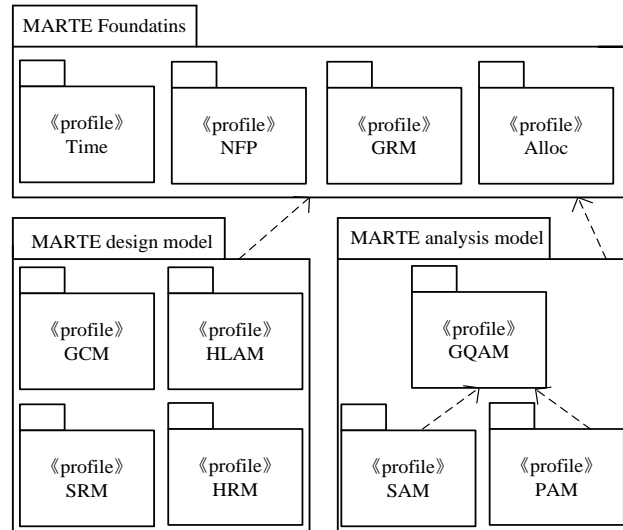 MARTE Foundatins
《profile》
Time
《profile》
NFP
《profile》
GRM
《profile》
Alloc
MARTE design model
《profile》
GCM
《profile》
HLAM
《profile》
SRM
《profile》
HRM
MARTE analysis model
《profile》
GQAM
《profile》
SAM
《profile》
PAM